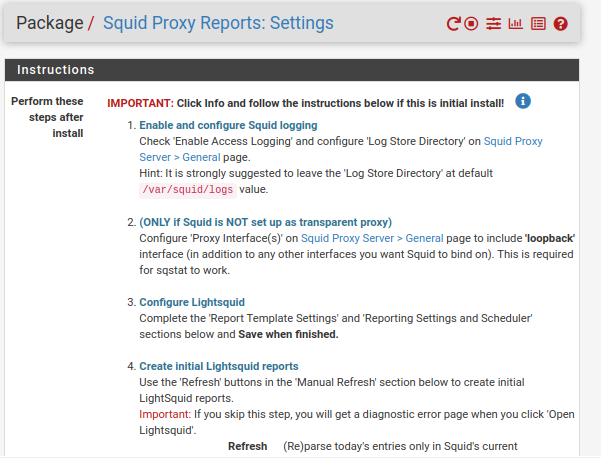 Package / Squid Proxy Reports: Settings
Instructions
Perform these
steps after
install
IMPORTANT: Click Info and follow the instructions below if this is initial install!
1. Enable and configure Squid logging
Check 'Enable Access Logging' and configure 'Log Store Directory' on Squid Proxy
Server > General page.
Hint: It is strongly suggested to leave the 'Log Store Directory' at default
/var/squid/logs value.
2. (ONLY if Squid is NOT set up as transparent proxy)
Configure 'Proxy Interface(s)' on Squid Proxy Server > General page to include 'loopback'
interface (in addition to any other interfaces you want Squid to bind on). This is required
for sqstat to work.
3. Configure Lightsquid
Complete the 'Report Template Settings' and 'Reporting Settings and Scheduler'
sections below and Save when finished.
4. Create initial Lightsquid reports
Use the 'Refresh' buttons in the 'Manual Refresh' section below to create initial
LightSquid reports.
Important: If you skip this step, you will get a diagnostic error page when you click 'Open
Lightsquid'.
Refresh (Re)parse today's entries only in Squid's current